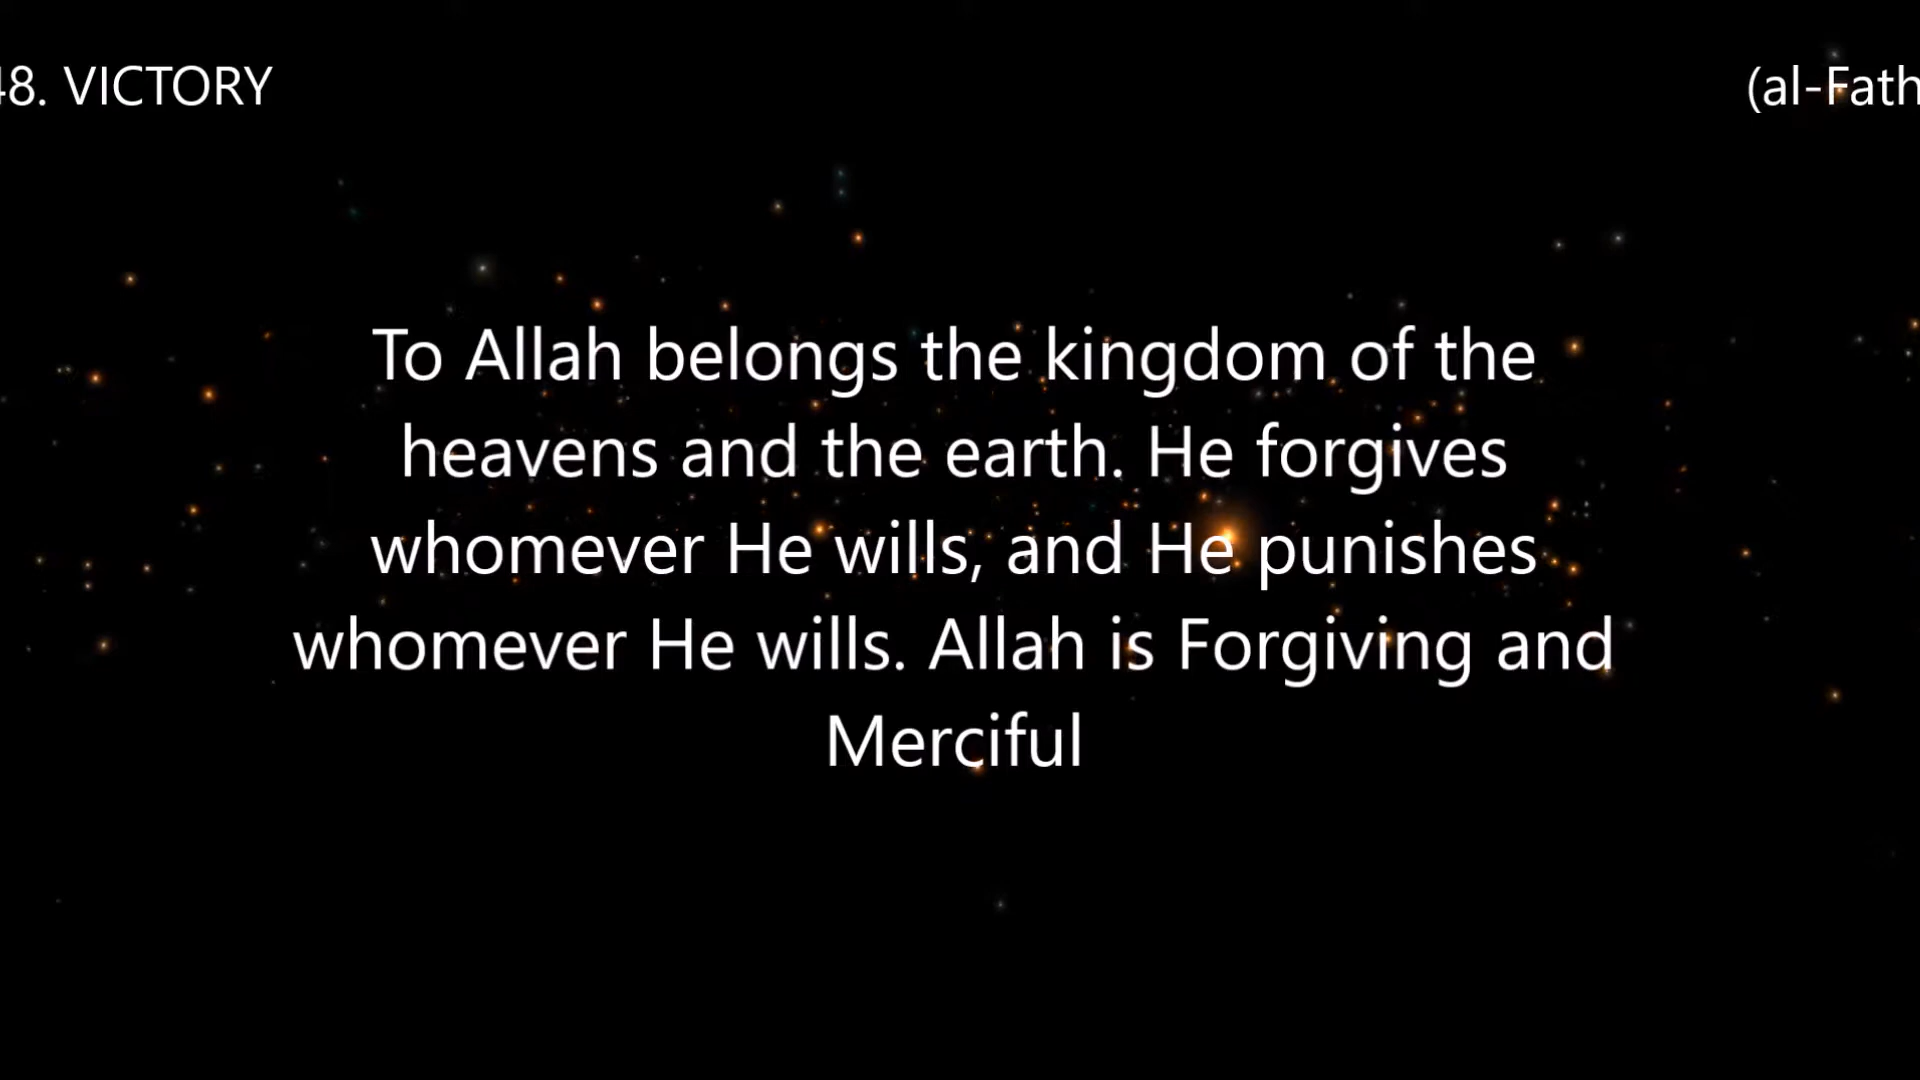 48. VICTORY (al-Fath
To Allah belongs the kingdom of the
heavens and the earth. He forgives
whomever He wills, and He punishes
whomever He wills. Allah is Forgiving and
Merciful